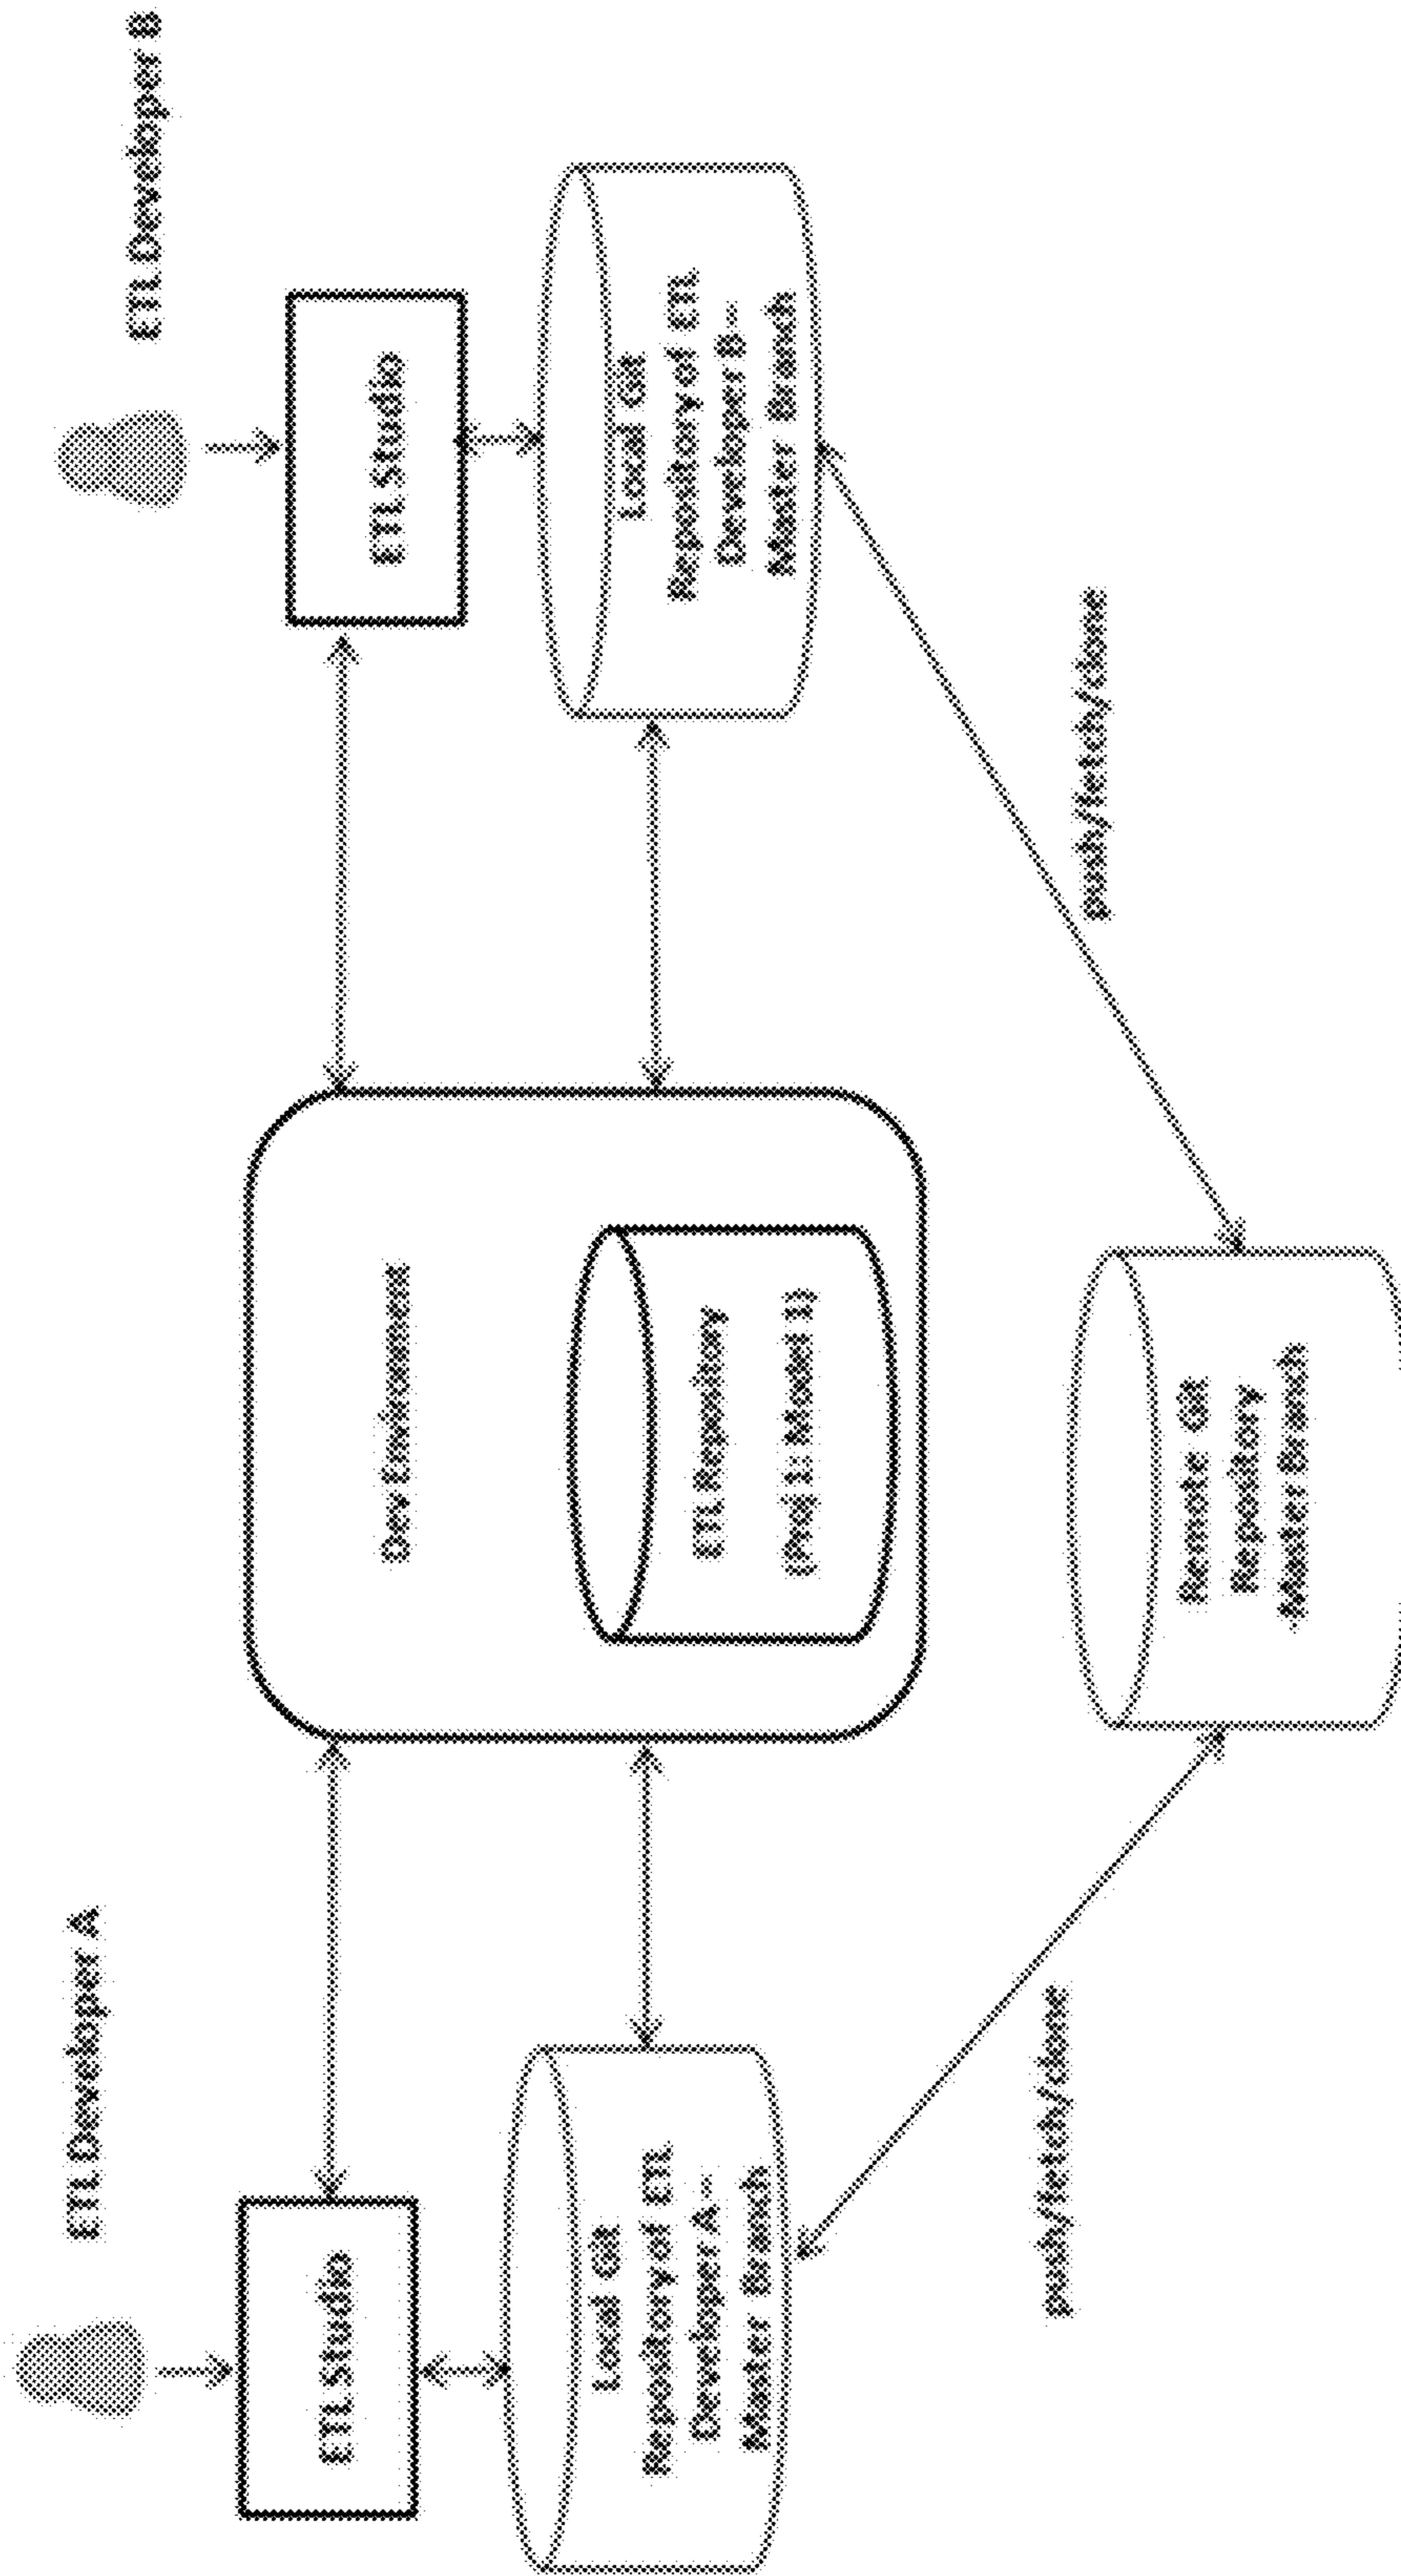 ETL Developer A
ETL Developer B
ETL Studio
Dev Environment
ETL Studio
Local Git
Repository of ETL
Developer A--
Master Branch
ETL Repository
(Proj 1: Model 1)
Local Git
Repository of ETL
Developer B--
Master Branch
push/fetch/clone
push/fetch/clone
Remote Git
Repository
Master Branch